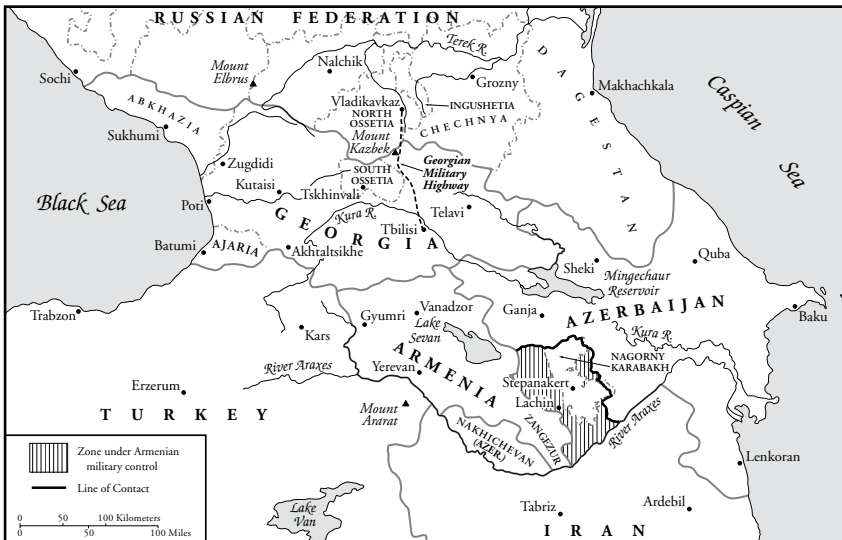 RUSSIAN FEDERATION
Terek R.
Mount
Elbrus
Nalchik
Sochi
Grozny
Makhachkala
DAGESTAN
Caspian
Sea
ABKHAZIA
Vladikavkaz
INGUSHETIA
NORTH
OSSETIA
CHECHNYA
Sukhumi
Mount
Kazbek
Georgian
Military
Highway
Zugdidi
SOUTH
OSSETIA
Kutaisi
Tskhinvali
Telavi
Black Sea
Poti
GEORGIA
Kura R.
Tbilisi
Batumi
AJARIA
Akhtaltsikhe
Sheki
Quba
Mingechaur
Reservoir
Trabzon
Gyumri
Vanadzor
Ganja
AZERBAIJAN
Baku
Kars
Lake
Sevan
Kura R.
ARMENIA
NAGORNY
KARABAKH
River Araxes
Yerevan
Stepanakert
Erzerum
Lachin
TURKEY
Mount
Ararat
ZANGEZUR
River Araxes
NAKHICHEVAN
(AZER.)
Zone under Armenian
military control
Line of Contact
Lenkoran
0 50 100 Kilometers
0 50 100 Miles
Lake
Van
Tabriz
Ardebil
IRAN